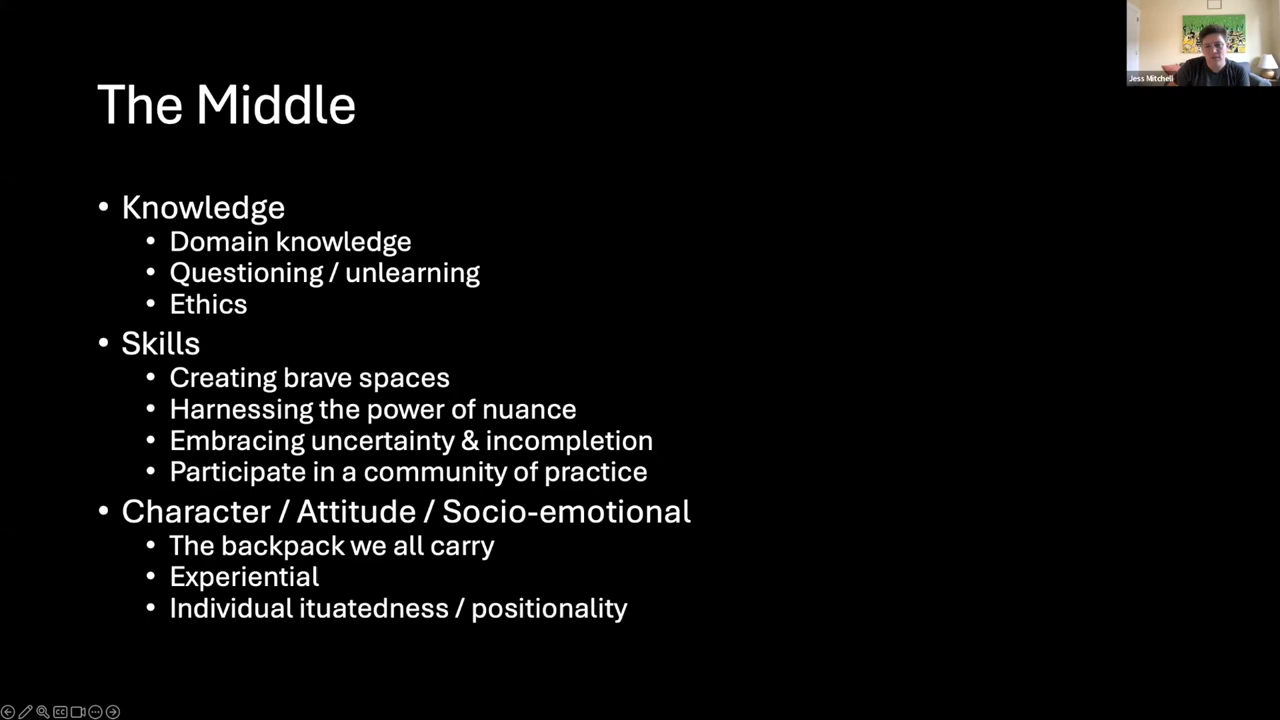 The Middle
• Knowledge
• Domain knowledge
• Questioning / unlearning
• Ethics
• Skills
• Creating brave spaces
• Harnessing the power of nuance
• Embracing uncertainty & incompletion
• Participate in a community of practice
• Character / Attitude / Socio-emotional
• The backpack we all carry
• Experiential
• Individual ituatedness / positionality
Jess Mitchell
CC